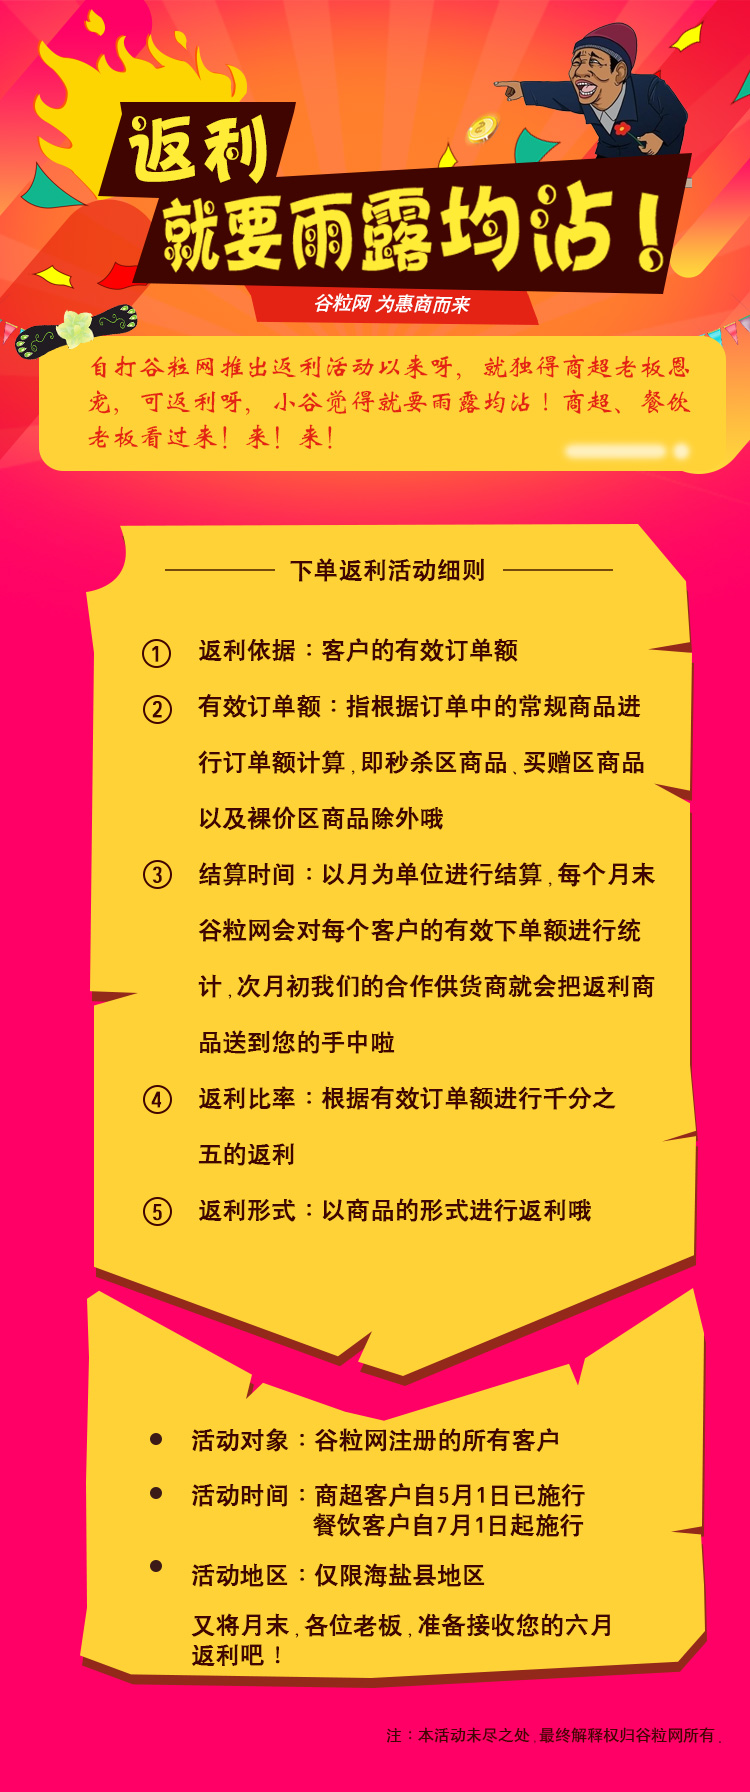 返利
就要雨露均沾！
谷粒网 为惠商而来
自打谷粒网推出返利活动以来呀，就独得商超老板恩
宠，可返利呀，小谷觉得就要雨露均沾！商超、餐饮
老板看过来！来！来！
下单返利活动细则
① 返利依据：客户的有效订单额
② 有效订单额：指根据订单中的常规商品进
行订单额计算,即秒杀区商品、买赠区商品
以及裸价区商品除外哦
③ 结算时间：以月为单位进行结算,每个月末
谷粒网会对每个客户的有效下单额进行统
计,次月初我们的合作供货商就会把返利商
品送到您的手中啦
④ 返利比率：根据有效订单额进行千分之
五的返利
⑤ 返利形式：以商品的形式进行返利哦
● 活动对象：谷粒网注册的所有客户
● 活动时间：商超客户自5月1日已施行
餐饮客户自7月1日起施行
● 活动地区：仅限海盐县地区
又将月末,各位老板,准备接收您的六月
返利吧！
注：本活动未尽之处,最终解释权归谷粒网所有.